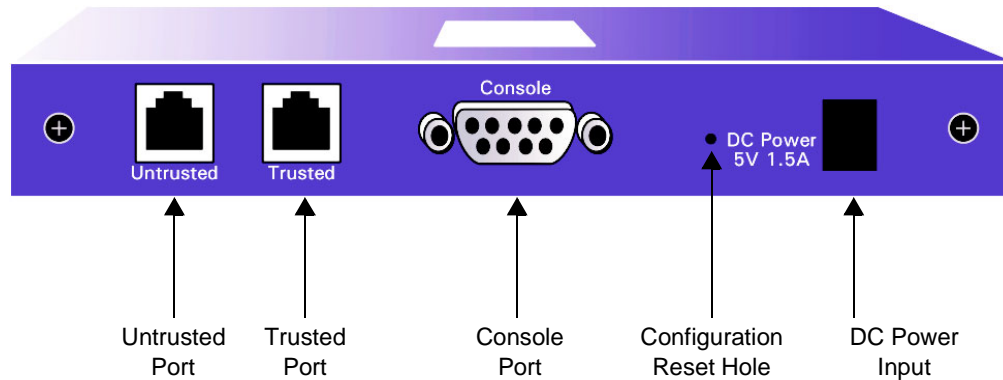 Console
DC Power
5V 1.5A
Untrusted
Trusted
Untrusted
Port
Trusted
Port
Console
Port
Configuration
Reset Hole
DC Power
Input